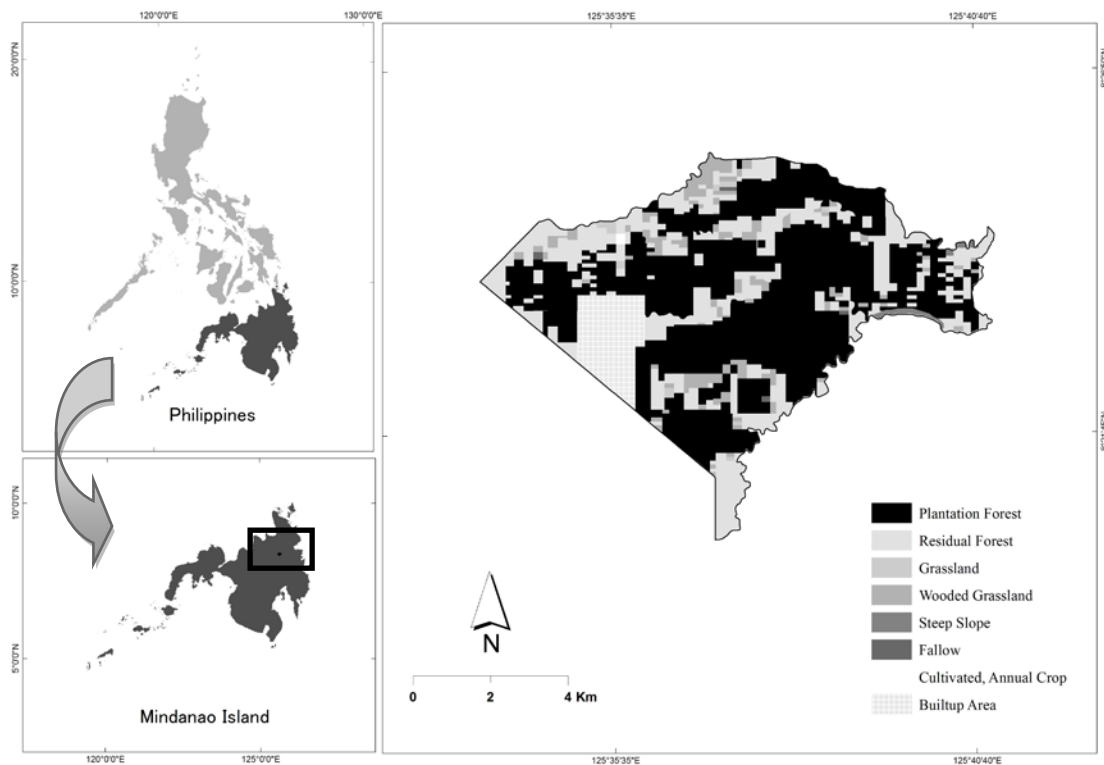 120°0'0"E
130°0'0"E
20°0'0"N
10°0'0"N
Philippines
10°0'0"N
5°0'0"N
Mindanao Island
120°0'0"E
125°0'0"E
125°35'35"E
125°40'40"E
Plantation Forest
Residual Forest
Grassland
Wooded Grassland
Steep Slope
Fallow
Cultivated, Annual Crop
Builtup Area
N
0 2 4 Km
125°35'35"E
125°40'40"E